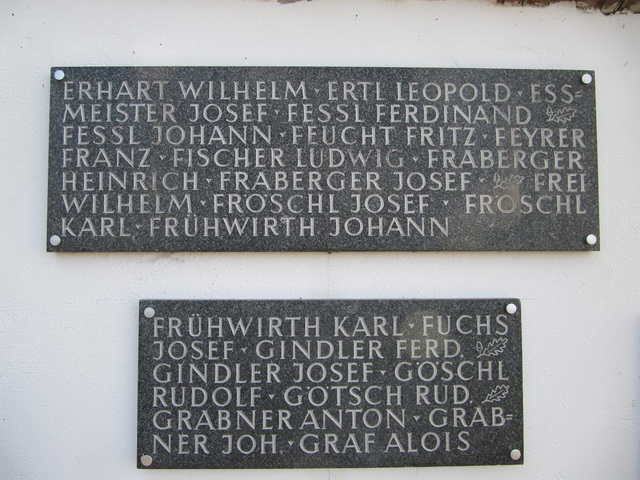 ERHART WILHELM · ERTL LEOPOLD · ESS=
MEISTER JOSEF · FESSL FERDINAND
FESSL JOHANN · FEUCHT FRITZ · FEYRER
FRANZ · FISCHER LUDWIG · FRABERGER
HEINRICH · FRABERGER JOSEF · FREI
WILHELM · FRÖSCHL JOSEF · FRÖSCHL
KARL · FRÜHWIRTH JOHANN
FRÜHWIRTH KARL · FUCHS
JOSEF · GINDLER FERD.
GINDLER JOSEF · GÖSCHL
RUDOLF · GÖTSCH RUD.
GRABNER ANTON · GRAB=
NER JOH. · GRAF ALOIS